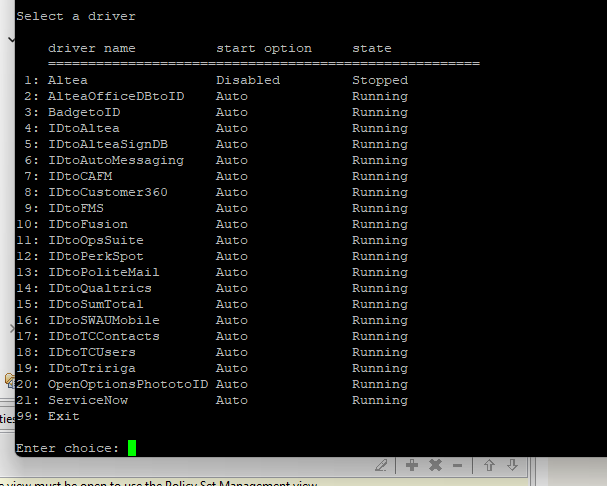 Select a driver
driver name start option state
==================================================
1: Altea Disabled Stopped
2: AlteaOfficeDBtoID Auto Running
3: BadgetoID Auto Running
4: IDtoAltea Auto Running
5: IDtoAlteaSignDB Auto Running
6: IDtoAutoMessaging Auto Running
7: IDtoCAFM Auto Running
8: IDtoCustomer360 Auto Running
9: IDtoFMS Auto Running
10: IDtoFusion Auto Running
11: IDtoOpsSuite Auto Running
12: IDtoPerkSpot Auto Running
13: IDtoPoliteMail Auto Running
14: IDtoQualtrics Auto Running
15: IDtoSumTotal Auto Running
16: IDtoSWAUMobile Auto Running
17: IDtoTCContacts Auto Running
18: IDtoTCUsers Auto Running
19: IDtoTririga Auto Running
20: OpenOptionsPhototoID Auto Running
21: ServiceNow Auto Running
99: Exit
ties
Enter choice:
view must be open to use the Policy Set Management view